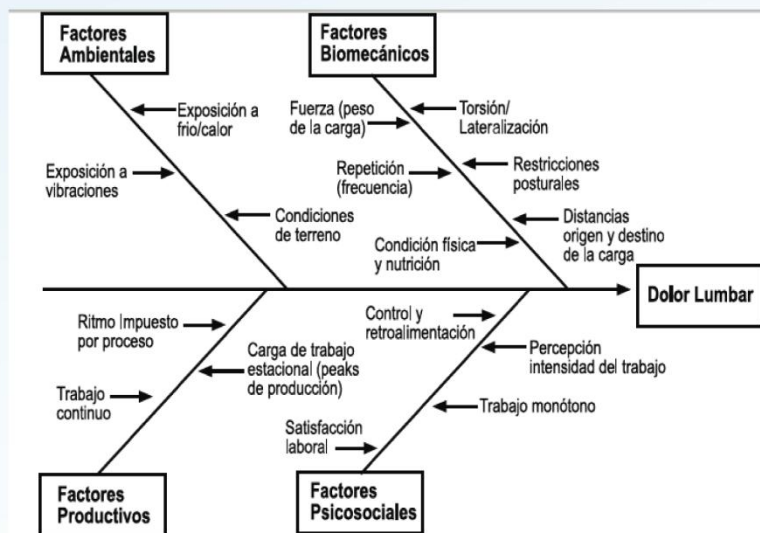 Factores
Ambientales
Factores
Biomecánicos
Exposición a
frio/calor
Exposición a
vibraciones
Condiciones
de terreno
Fuerza (peso
de la carga)
Torsión/
Lateralización
Repetición
(frecuencia)
Restricciones
posturales
Distancias
origen y destino
de la carga
Condición física
y nutrición
Dolor Lumbar
Ritmo Impuesto
por proceso
Carga de trabajo
estacional (peaks
de producción)
Trabajo
continuo
Control y
retroalimentación
Percepción
intensidad del trabajo
Trabajo monótono
Satisfacción
laboral
Factores
Productivos
Factores
Psicosociales